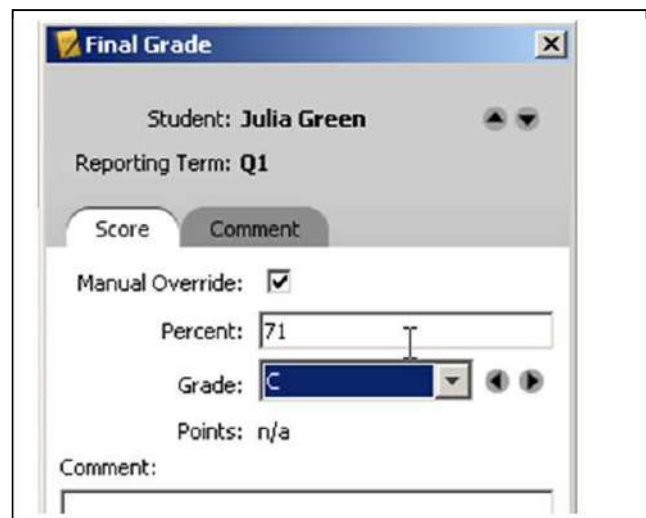 Final Grade
Student: Julia Green
Reporting Term: Q1
Score Comment
Manual Override:
Percent: 71
Grade: C
Points: n/a
Comment: